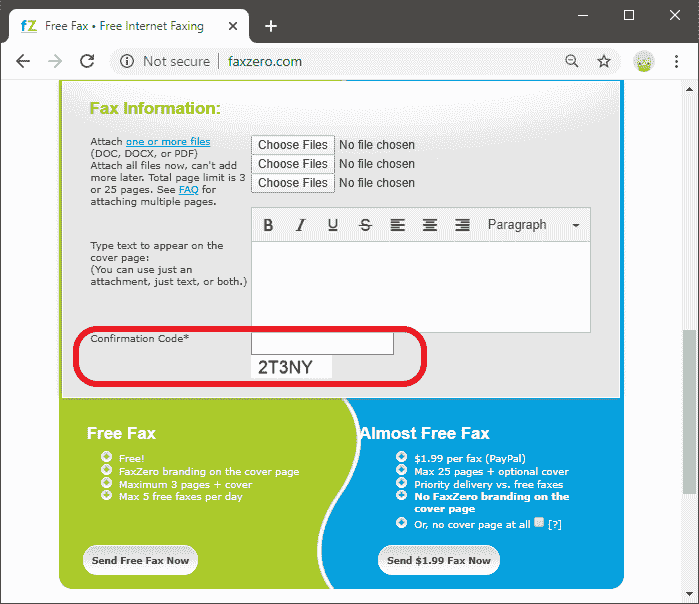 fZ Free Fax • Free Internet Faxing
Not secure | faxzero.com
Fax Information:
Attach one or more files
(DOC, DOCX, or PDF)
Attach all files now, can't add
more later. Total page limit is 3
or 25 pages. See FAQ for
attaching multiple pages.
Choose Files No file chosen
Choose Files No file chosen
Choose Files No file chosen
B I U S Paragraph
Type text to appear on the
cover page:
(You can use just an
attachment, just text, or both.)
Confirmation Code*
2T3NY
Free Fax
Free!
FaxZero branding on the cover page
Maximum 3 pages + cover
Max 5 free faxes per day
Send Free Fax Now
Almost Free Fax
$1.99 per fax (PayPal)
Max 25 pages + optional cover
Priority delivery vs. free faxes
No FaxZero branding on the
cover page
Or, no cover page at all [?]
Send $1.99 Fax Now